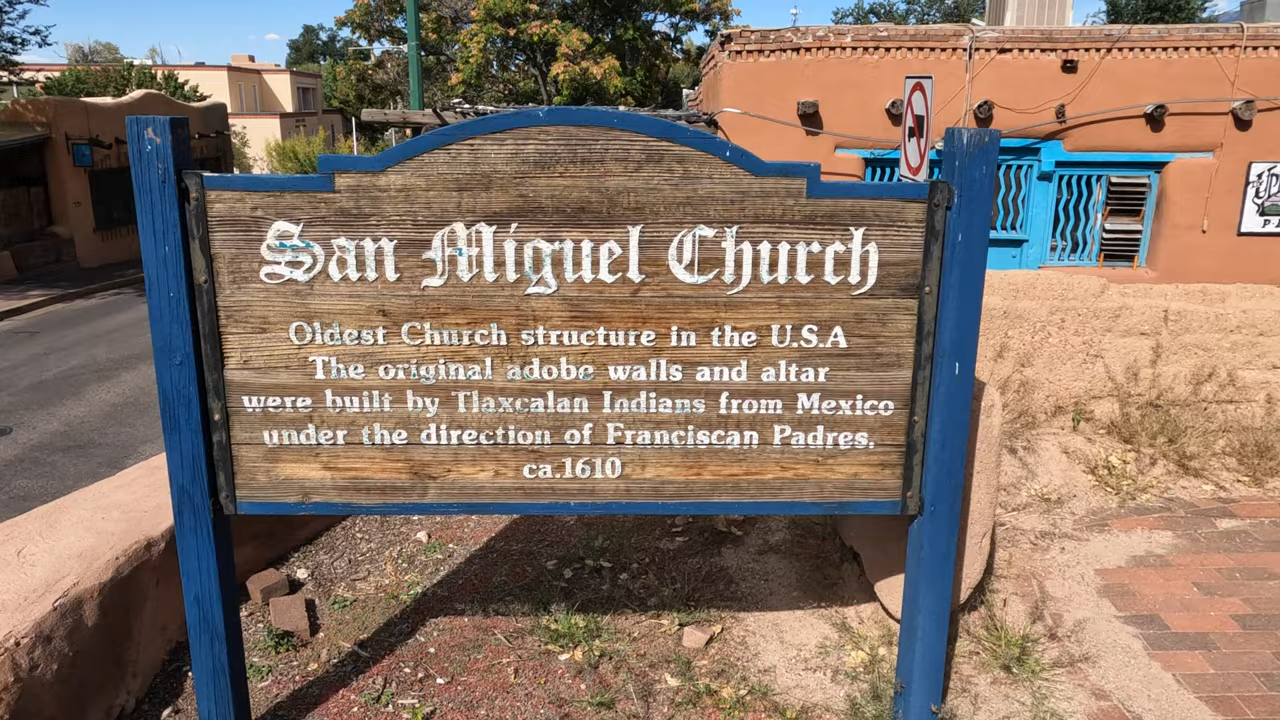 San Miguel Church
Oldest Church structure in the U.S.A
The original adobe walls and altar
were built by Tlaxcalan Indians from Mexico
under the direction of Franciscan Padres.
ca.1610